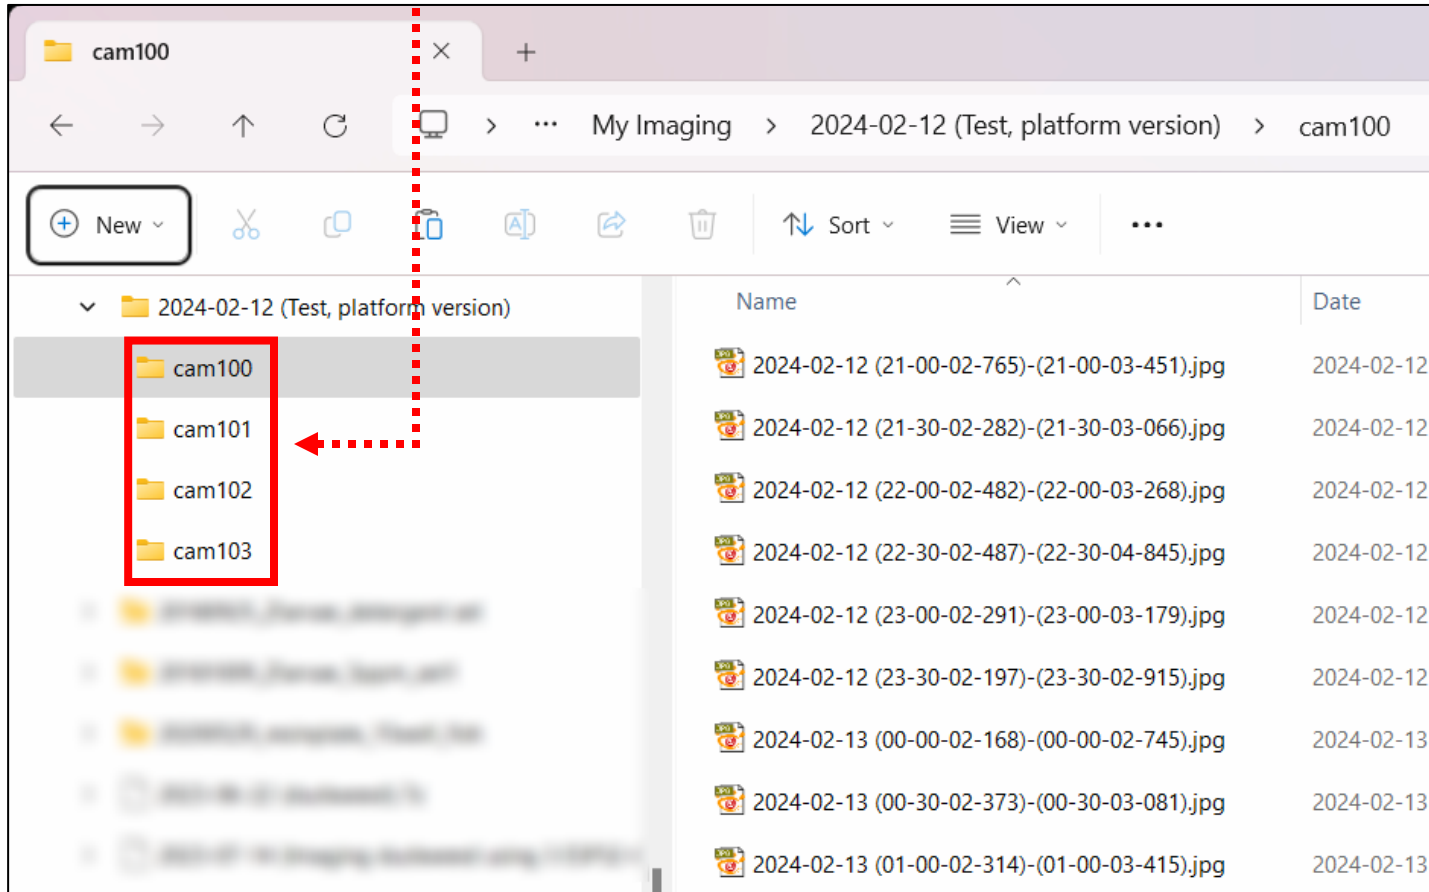 cam100
My Imaging > 2024-02-12 (Test, platform version) > cam100
New Sort View
2024-02-12 (Test, platform version)
cam100
cam101
cam102
cam103
Name Date
2024-02-12 (21-00-02-765)-(21-00-03-451).jpg 2024-02-12
2024-02-12 (21-30-02-282)-(21-30-03-066).jpg 2024-02-12
2024-02-12 (22-00-02-482)-(22-00-03-268).jpg 2024-02-12
2024-02-12 (22-30-02-487)-(22-30-04-845).jpg 2024-02-12
2024-02-12 (23-00-02-291)-(23-00-03-179).jpg 2024-02-12
2024-02-12 (23-30-02-197)-(23-30-02-915).jpg 2024-02-12
2024-02-13 (00-00-02-168)-(00-00-02-745).jpg 2024-02-13
2024-02-13 (00-30-02-373)-(00-30-03-081).jpg 2024-02-13
2024-02-13 (01-00-02-314)-(01-00-03-415).jpg 2024-02-13